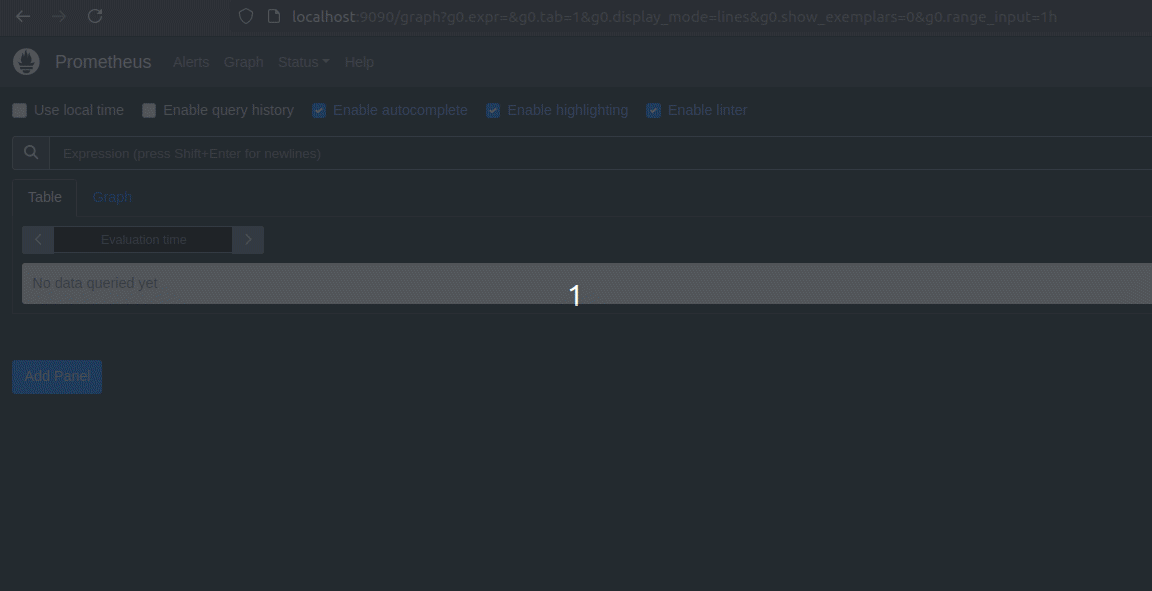 localhost:9090/graph?g0.expr=&g0.tab=1&g0.display_mode=lines&g0.show_exemplars=0&g0.range_input=1h
Prometheus Alerts Graph Status Help
Use local time Enable query history Enable autocomplete Enable highlighting Enable linter
Expression (press Shift+Enter for newlines)
Table Graph
Evaluation time
No data queried yet
1
Add Panel